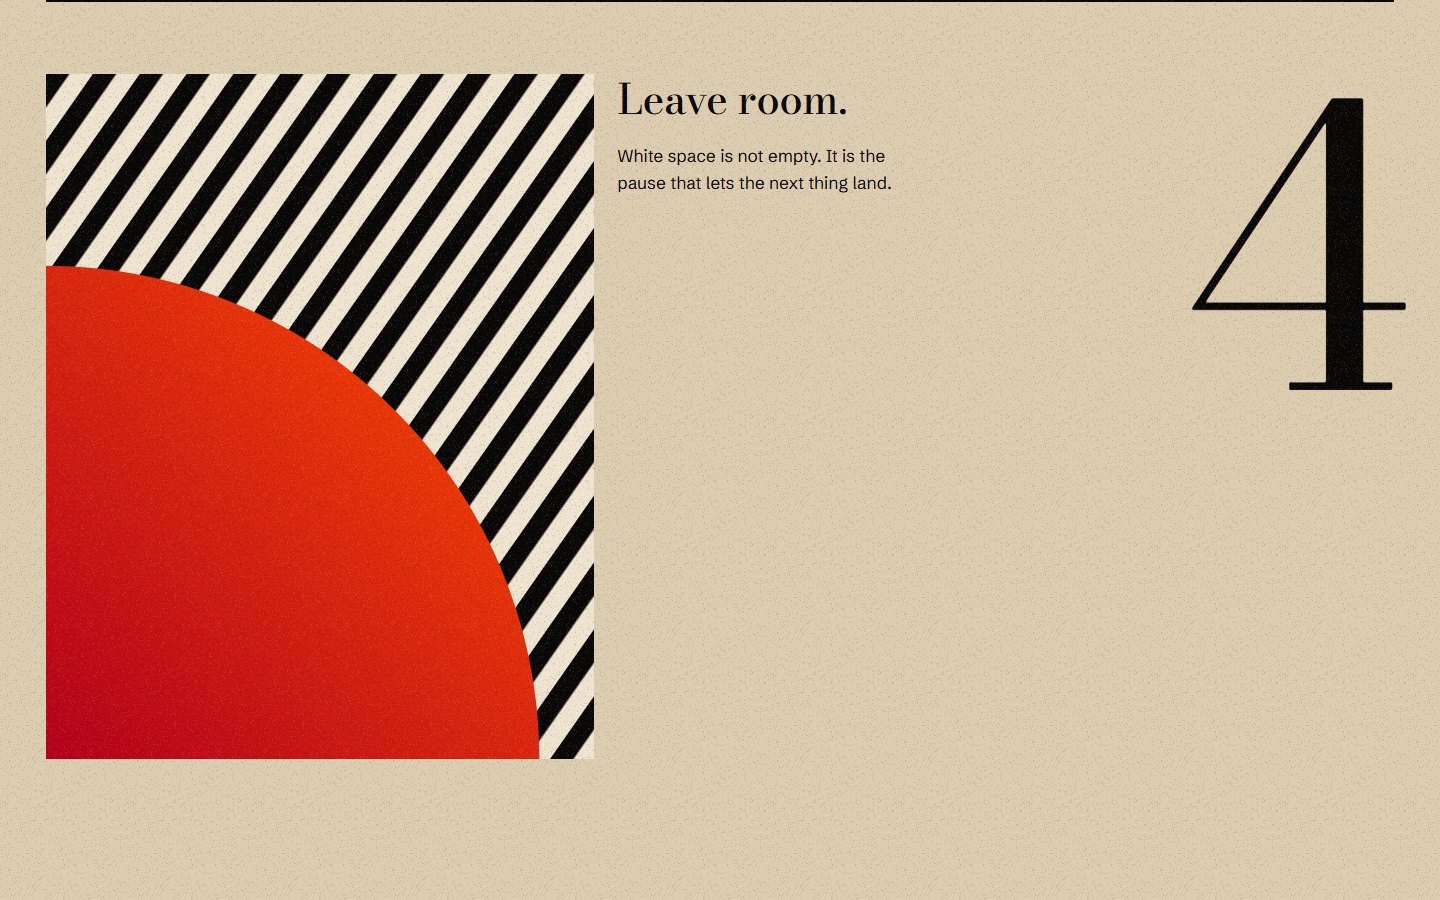 Leave room.
White space is not empty. It is the
pause that lets the next thing land.
4